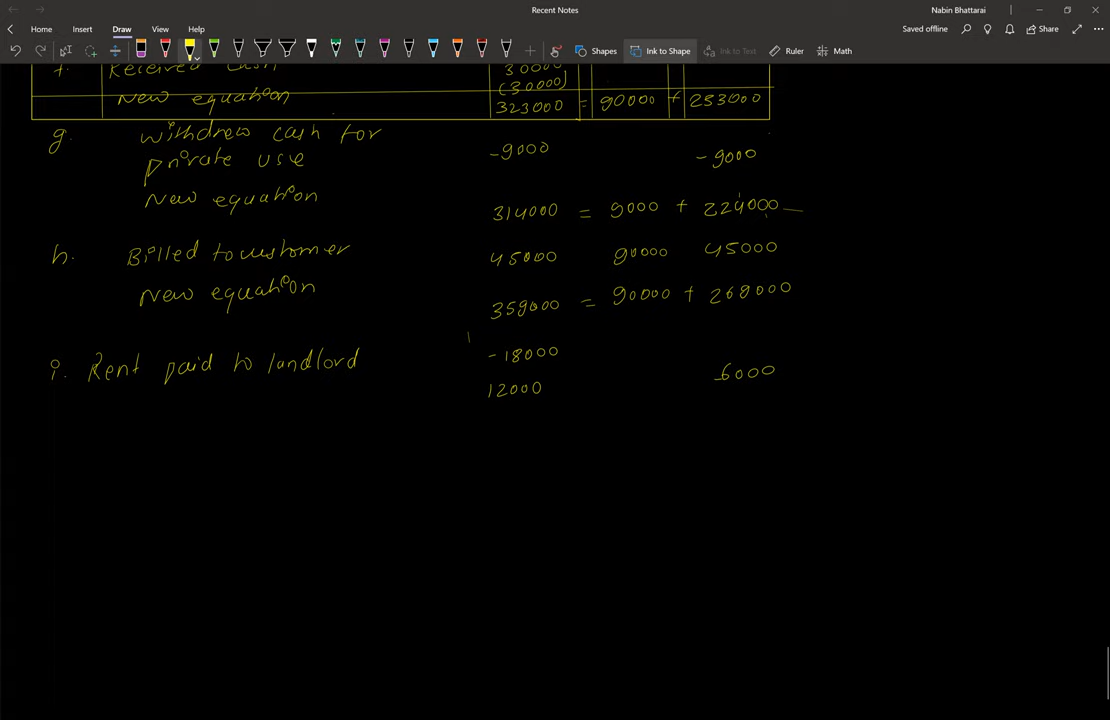 Recent Notes
Nabin Bhattarai
Home Insert Draw View Help
Saved offline
Share
Shapes
Ink to Shape
Ink to Text
Ruler
Math
f. Received Cash 30000
(30000)
New equation 323000 = 90000 + 233000
g. withdrew cash for
private use -9000 -9000
New equation 314000 = 9000 + 224000
h. Billed to customer 45000 90000 45000
New equation 359000 = 90000 + 269000
i. Rent paid to landlord -18000
12000 -6000